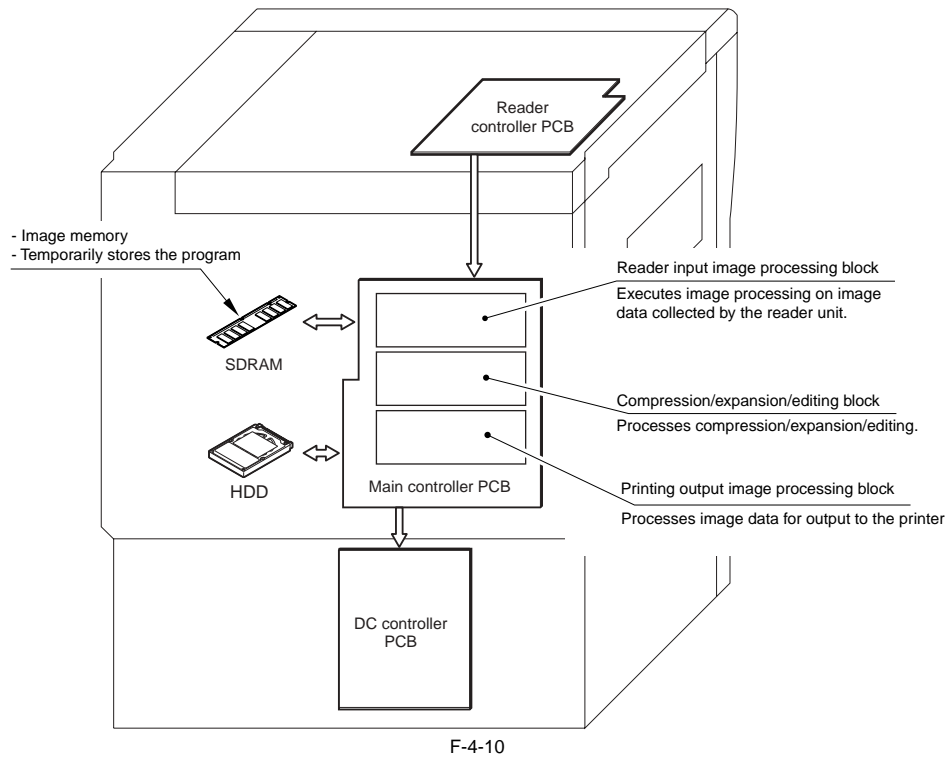 Reader
controller PCB
- Image memory
- Temporarily stores the program
Reader input image processing block
Executes image processing on image
data collected by the reader unit.
SDRAM
Compression/expansion/editing block
Processes compression/expansion/editing.
HDD
Main controller PCB
Printing output image processing block
Processes image data for output to the printer
DC controller
PCB
F-4-10